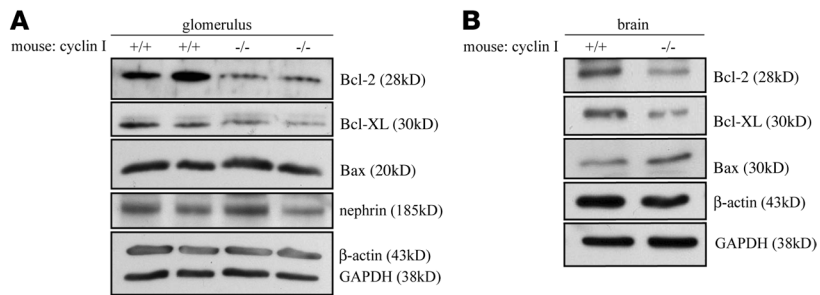 A
glomerulus
mouse: cyclin I +/+ +/+ -/- -/-
Bcl-2 (28kD)
Bcl-XL (30kD)
Bax (20kD)
nephrin (185kD)
β-actin (43kD)
GAPDH (38kD)
B
brain
mouse: cyclin I +/+ -/-
Bcl-2 (28kD)
Bcl-XL (30kD)
Bax (30kD)
β-actin (43kD)
GAPDH (38kD)